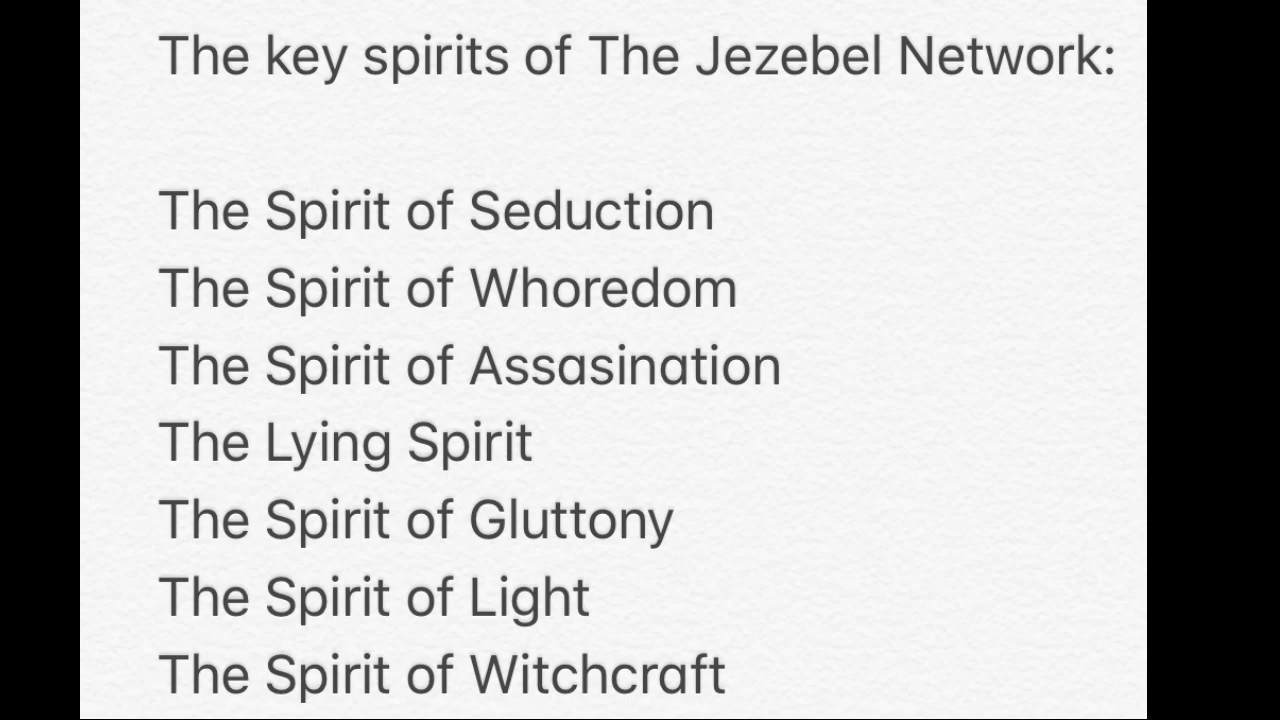 The key spirits of The Jezebel Network:
The Spirit of Seduction
The Spirit of Whoredom
The Spirit of Assasination
The Lying Spirit
The Spirit of Gluttony
The Spirit of Light
The Spirit of Witchcraft